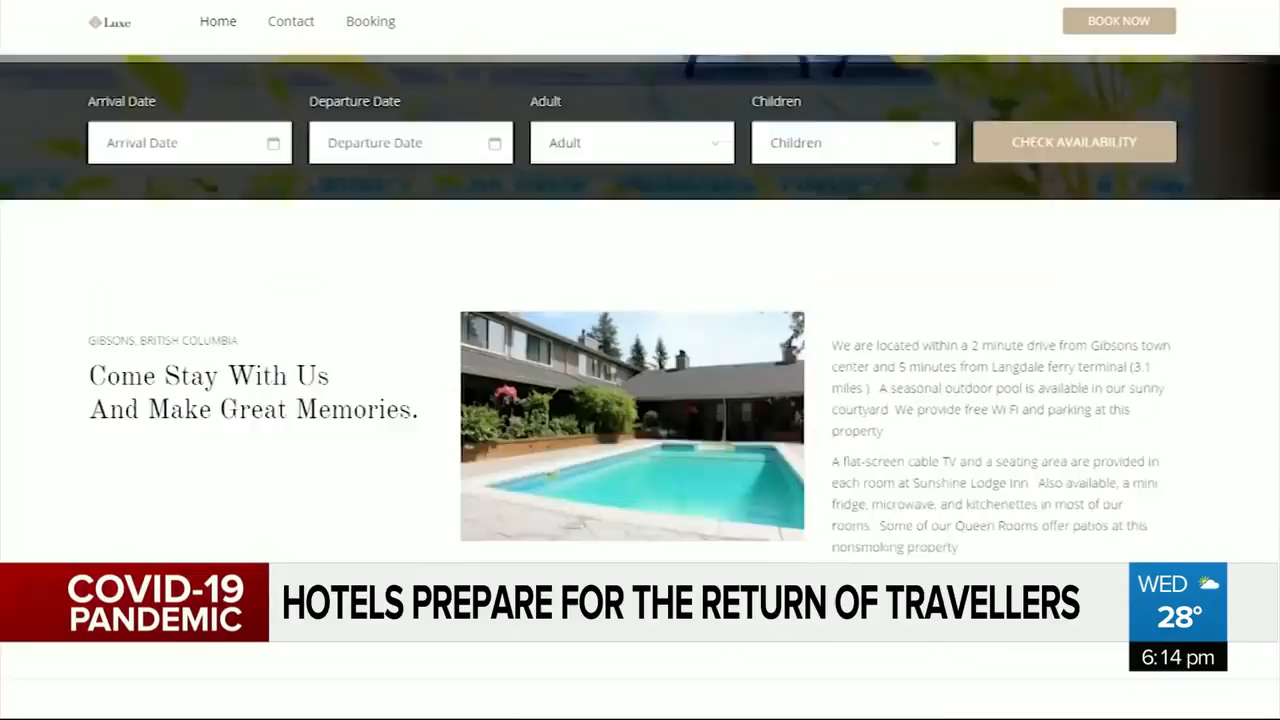 Luxe
Home
Contact
Booking
BOOK NOW
Arrival Date
Departure Date
Adult
Children
Arrival Date
Departure Date
Adult
Children
CHECK AVAILABILITY
GIBSONS, BRITISH COLUMBIA
Come Stay With Us
And Make Great Memories.
We are located within a 2 minute drive from Gibsons town
center and 5 minutes from Langdale ferry terminal (3.1
miles ). A seasonal outdoor pool is available in our sunny
courtyard. We provide free Wi Fi and parking at this
property
A flat-screen cable TV and a seating area are provided in
each room at Sunshine Lodge Inn. Also available, a mini
fridge, microwave, and kitchenettes in most of our
rooms. Some of our Queen Rooms offer patios at this
nonsmoking property
COVID-19
PANDEMIC
HOTELS PREPARE FOR THE RETURN OF TRAVELLERS
WED
28°
6:14 pm